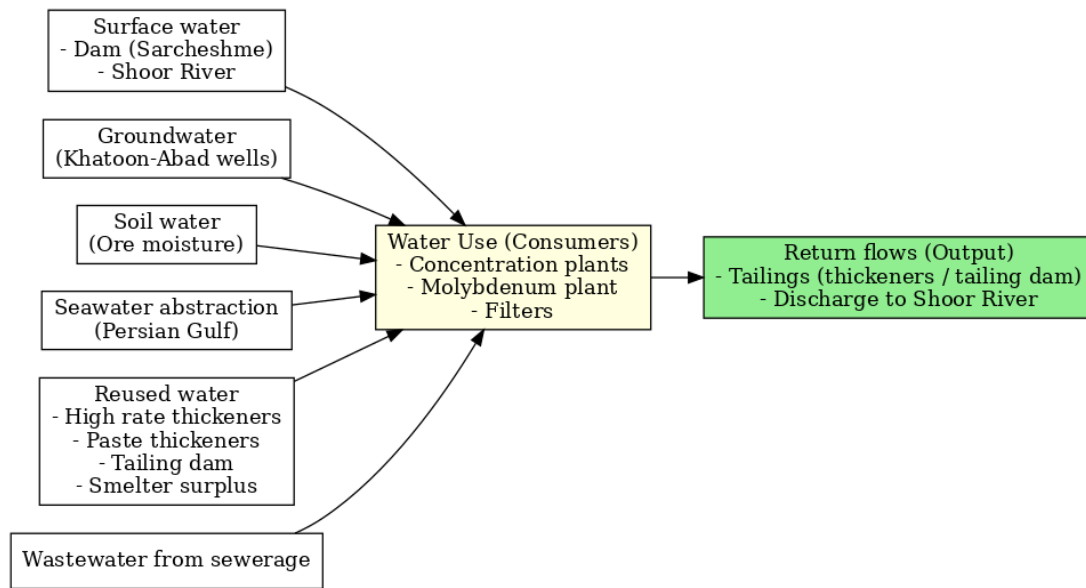 Surface water
- Dam (Sarcheshme)
- Shoor River
Groundwater
(Khatoon-Abad wells)
Soil water
(Ore moisture)
Seawater abstraction
(Persian Gulf)
Reused water
- High rate thickeners
- Paste thickeners
- Tailing dam
- Smelter surplus
Wastewater from sewerage
Water Use (Consumers)
- Concentration plants
- Molybdenum plant
- Filters
Return flows (Output)
- Tailings (thickeners / tailing dam)
- Discharge to Shoor River